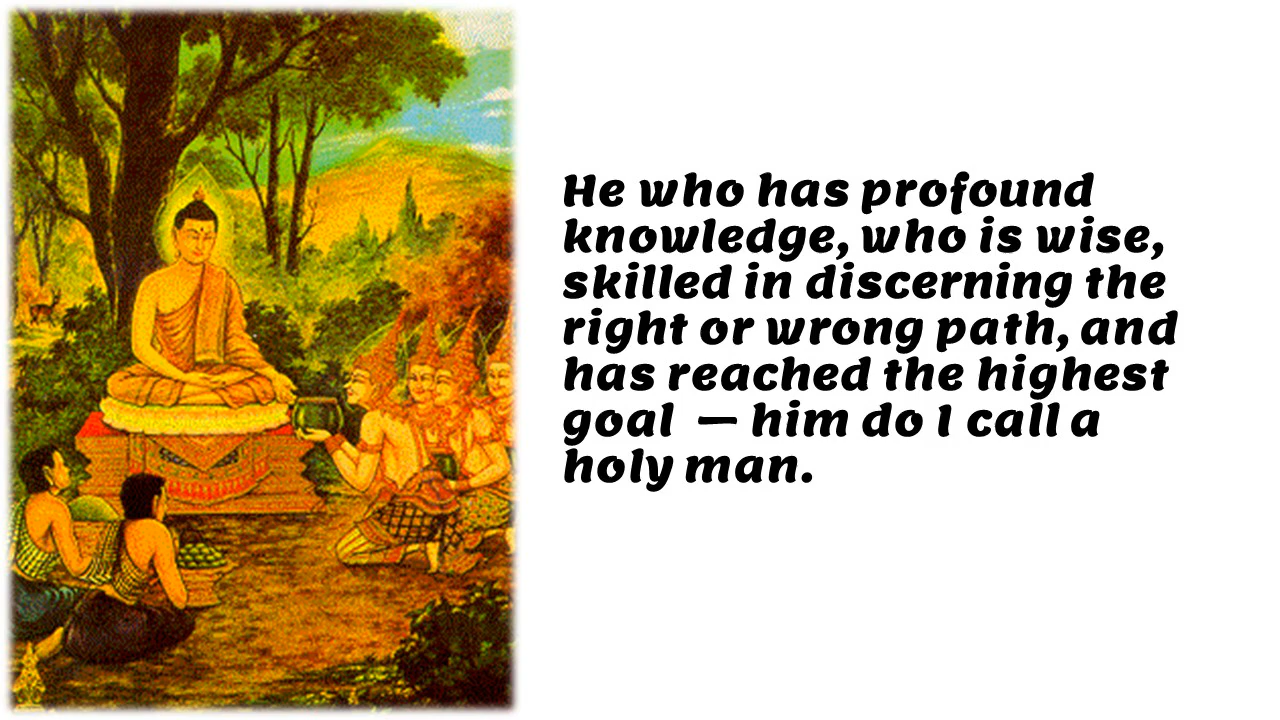 He who has profound
knowledge, who is wise,
skilled in discerning the
right or wrong path, and
has reached the highest
goal — him do I call a
holy man.